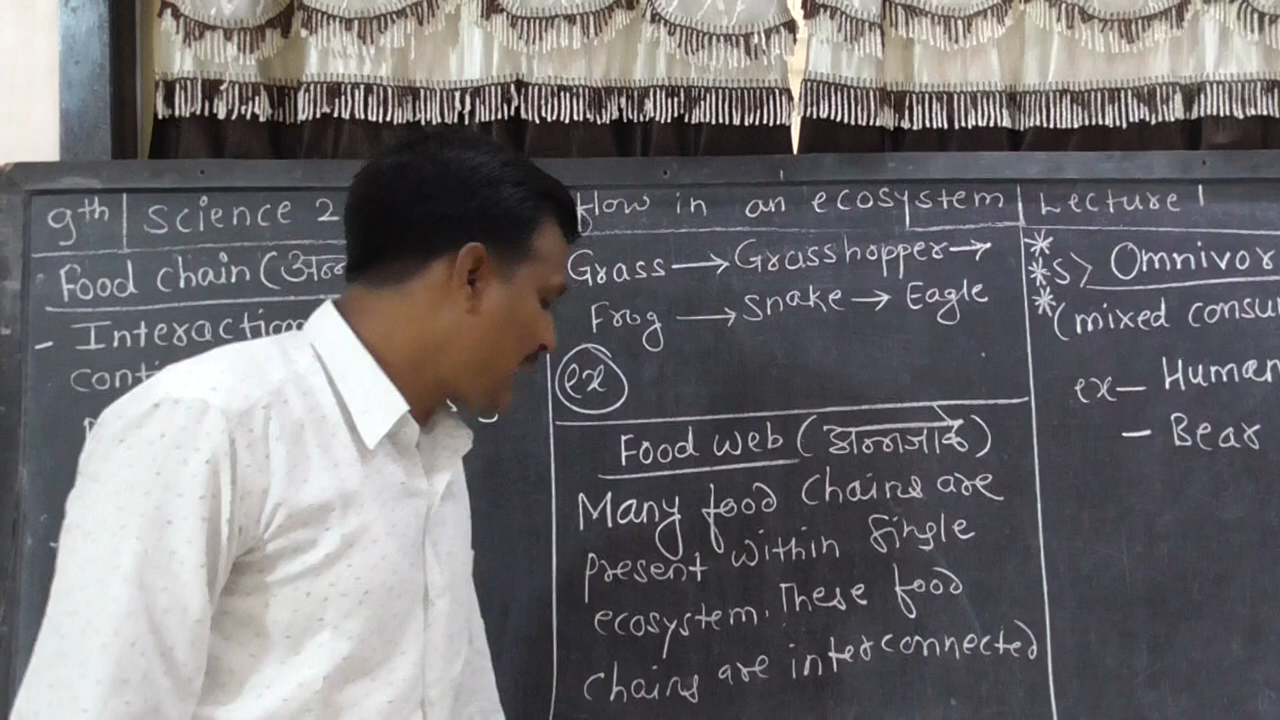 9th science 2 flow in an ecosystem Lecture 1
Food chain (अन्न
- Interaction
Grass → Grasshopper →
Frog → Snake → Eagle
ex
Food web (अन्नजाळे)
Many food chains are
present within single
ecosystem. These food
chains are interconnected
*
*5> Omnivor
*(mixed consu
ex- Human
- Bear